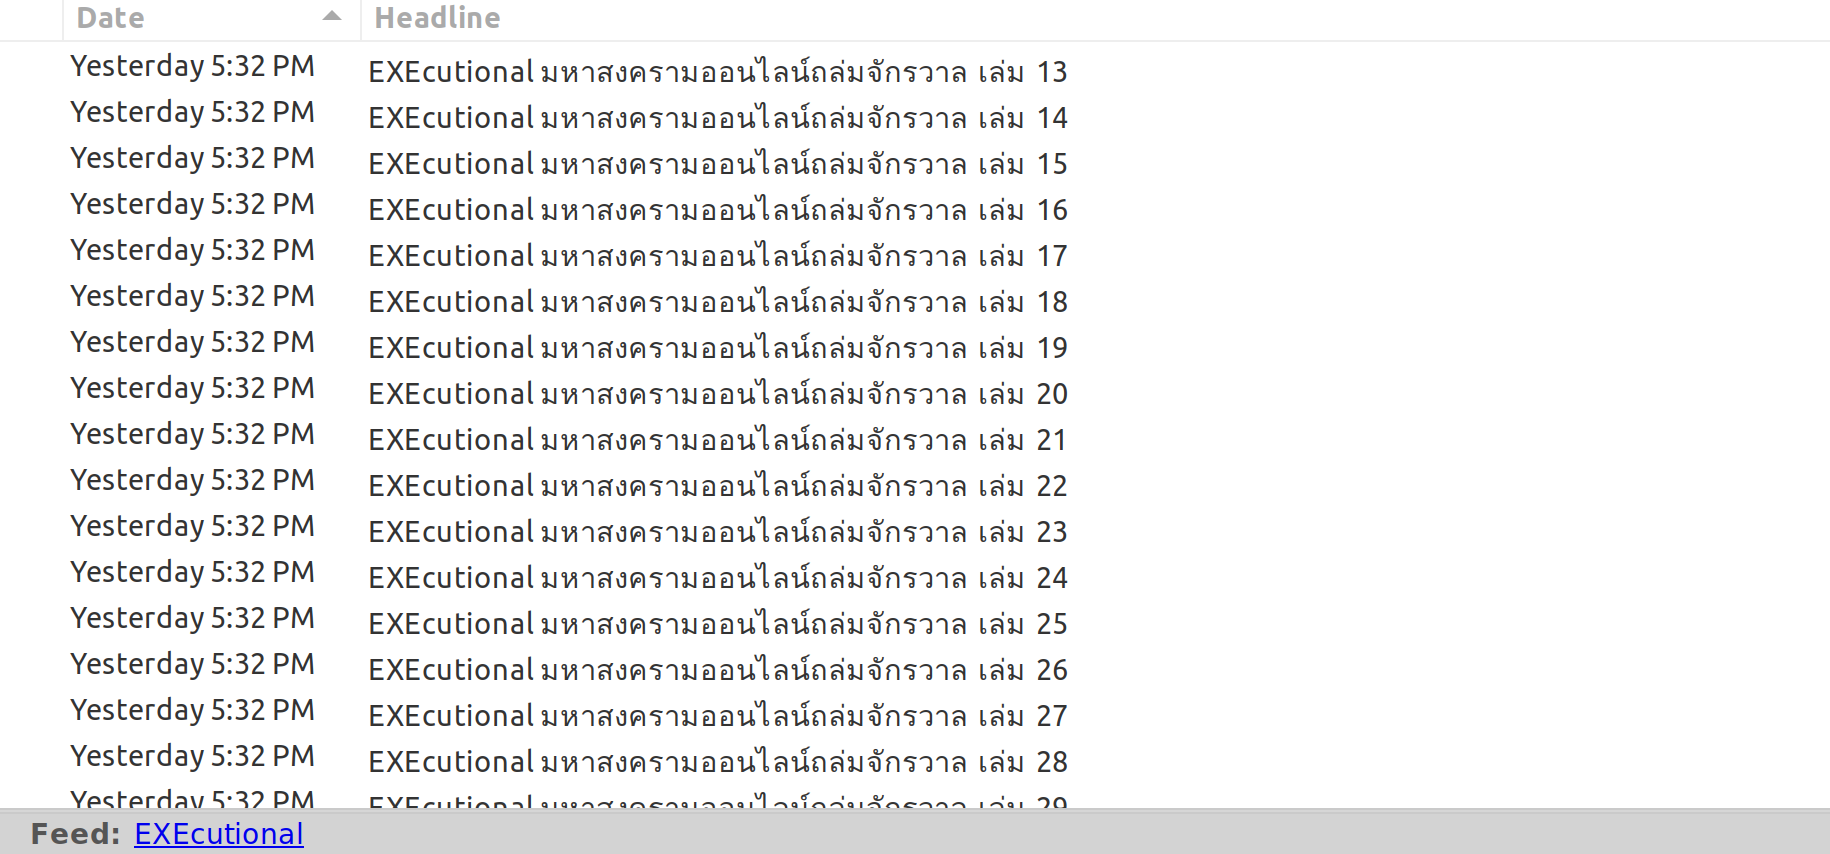 Date Headline
Yesterday 5:32 PM EXEcutional มหาสงครามออนไลน์ถล่มจักรวาล เล่ม 13
Yesterday 5:32 PM EXEcutional มหาสงครามออนไลน์ถล่มจักรวาล เล่ม 14
Yesterday 5:32 PM EXEcutional มหาสงครามออนไลน์ถล่มจักรวาล เล่ม 15
Yesterday 5:32 PM EXEcutional มหาสงครามออนไลน์ถล่มจักรวาล เล่ม 16
Yesterday 5:32 PM EXEcutional มหาสงครามออนไลน์ถล่มจักรวาล เล่ม 17
Yesterday 5:32 PM EXEcutional มหาสงครามออนไลน์ถล่มจักรวาล เล่ม 18
Yesterday 5:32 PM EXEcutional มหาสงครามออนไลน์ถล่มจักรวาล เล่ม 19
Yesterday 5:32 PM EXEcutional มหาสงครามออนไลน์ถล่มจักรวาล เล่ม 20
Yesterday 5:32 PM EXEcutional มหาสงครามออนไลน์ถล่มจักรวาล เล่ม 21
Yesterday 5:32 PM EXEcutional มหาสงครามออนไลน์ถล่มจักรวาล เล่ม 22
Yesterday 5:32 PM EXEcutional มหาสงครามออนไลน์ถล่มจักรวาล เล่ม 23
Yesterday 5:32 PM EXEcutional มหาสงครามออนไลน์ถล่มจักรวาล เล่ม 24
Yesterday 5:32 PM EXEcutional มหาสงครามออนไลน์ถล่มจักรวาล เล่ม 25
Yesterday 5:32 PM EXEcutional มหาสงครามออนไลน์ถล่มจักรวาล เล่ม 26
Yesterday 5:32 PM EXEcutional มหาสงครามออนไลน์ถล่มจักรวาล เล่ม 27
Yesterday 5:32 PM EXEcutional มหาสงครามออนไลน์ถล่มจักรวาล เล่ม 28
Yesterday 5:32 PM EXEcutional มหาสงครามออนไลน์ถล่มจักรวาล เล่ม 29
Feed: EXEcutional